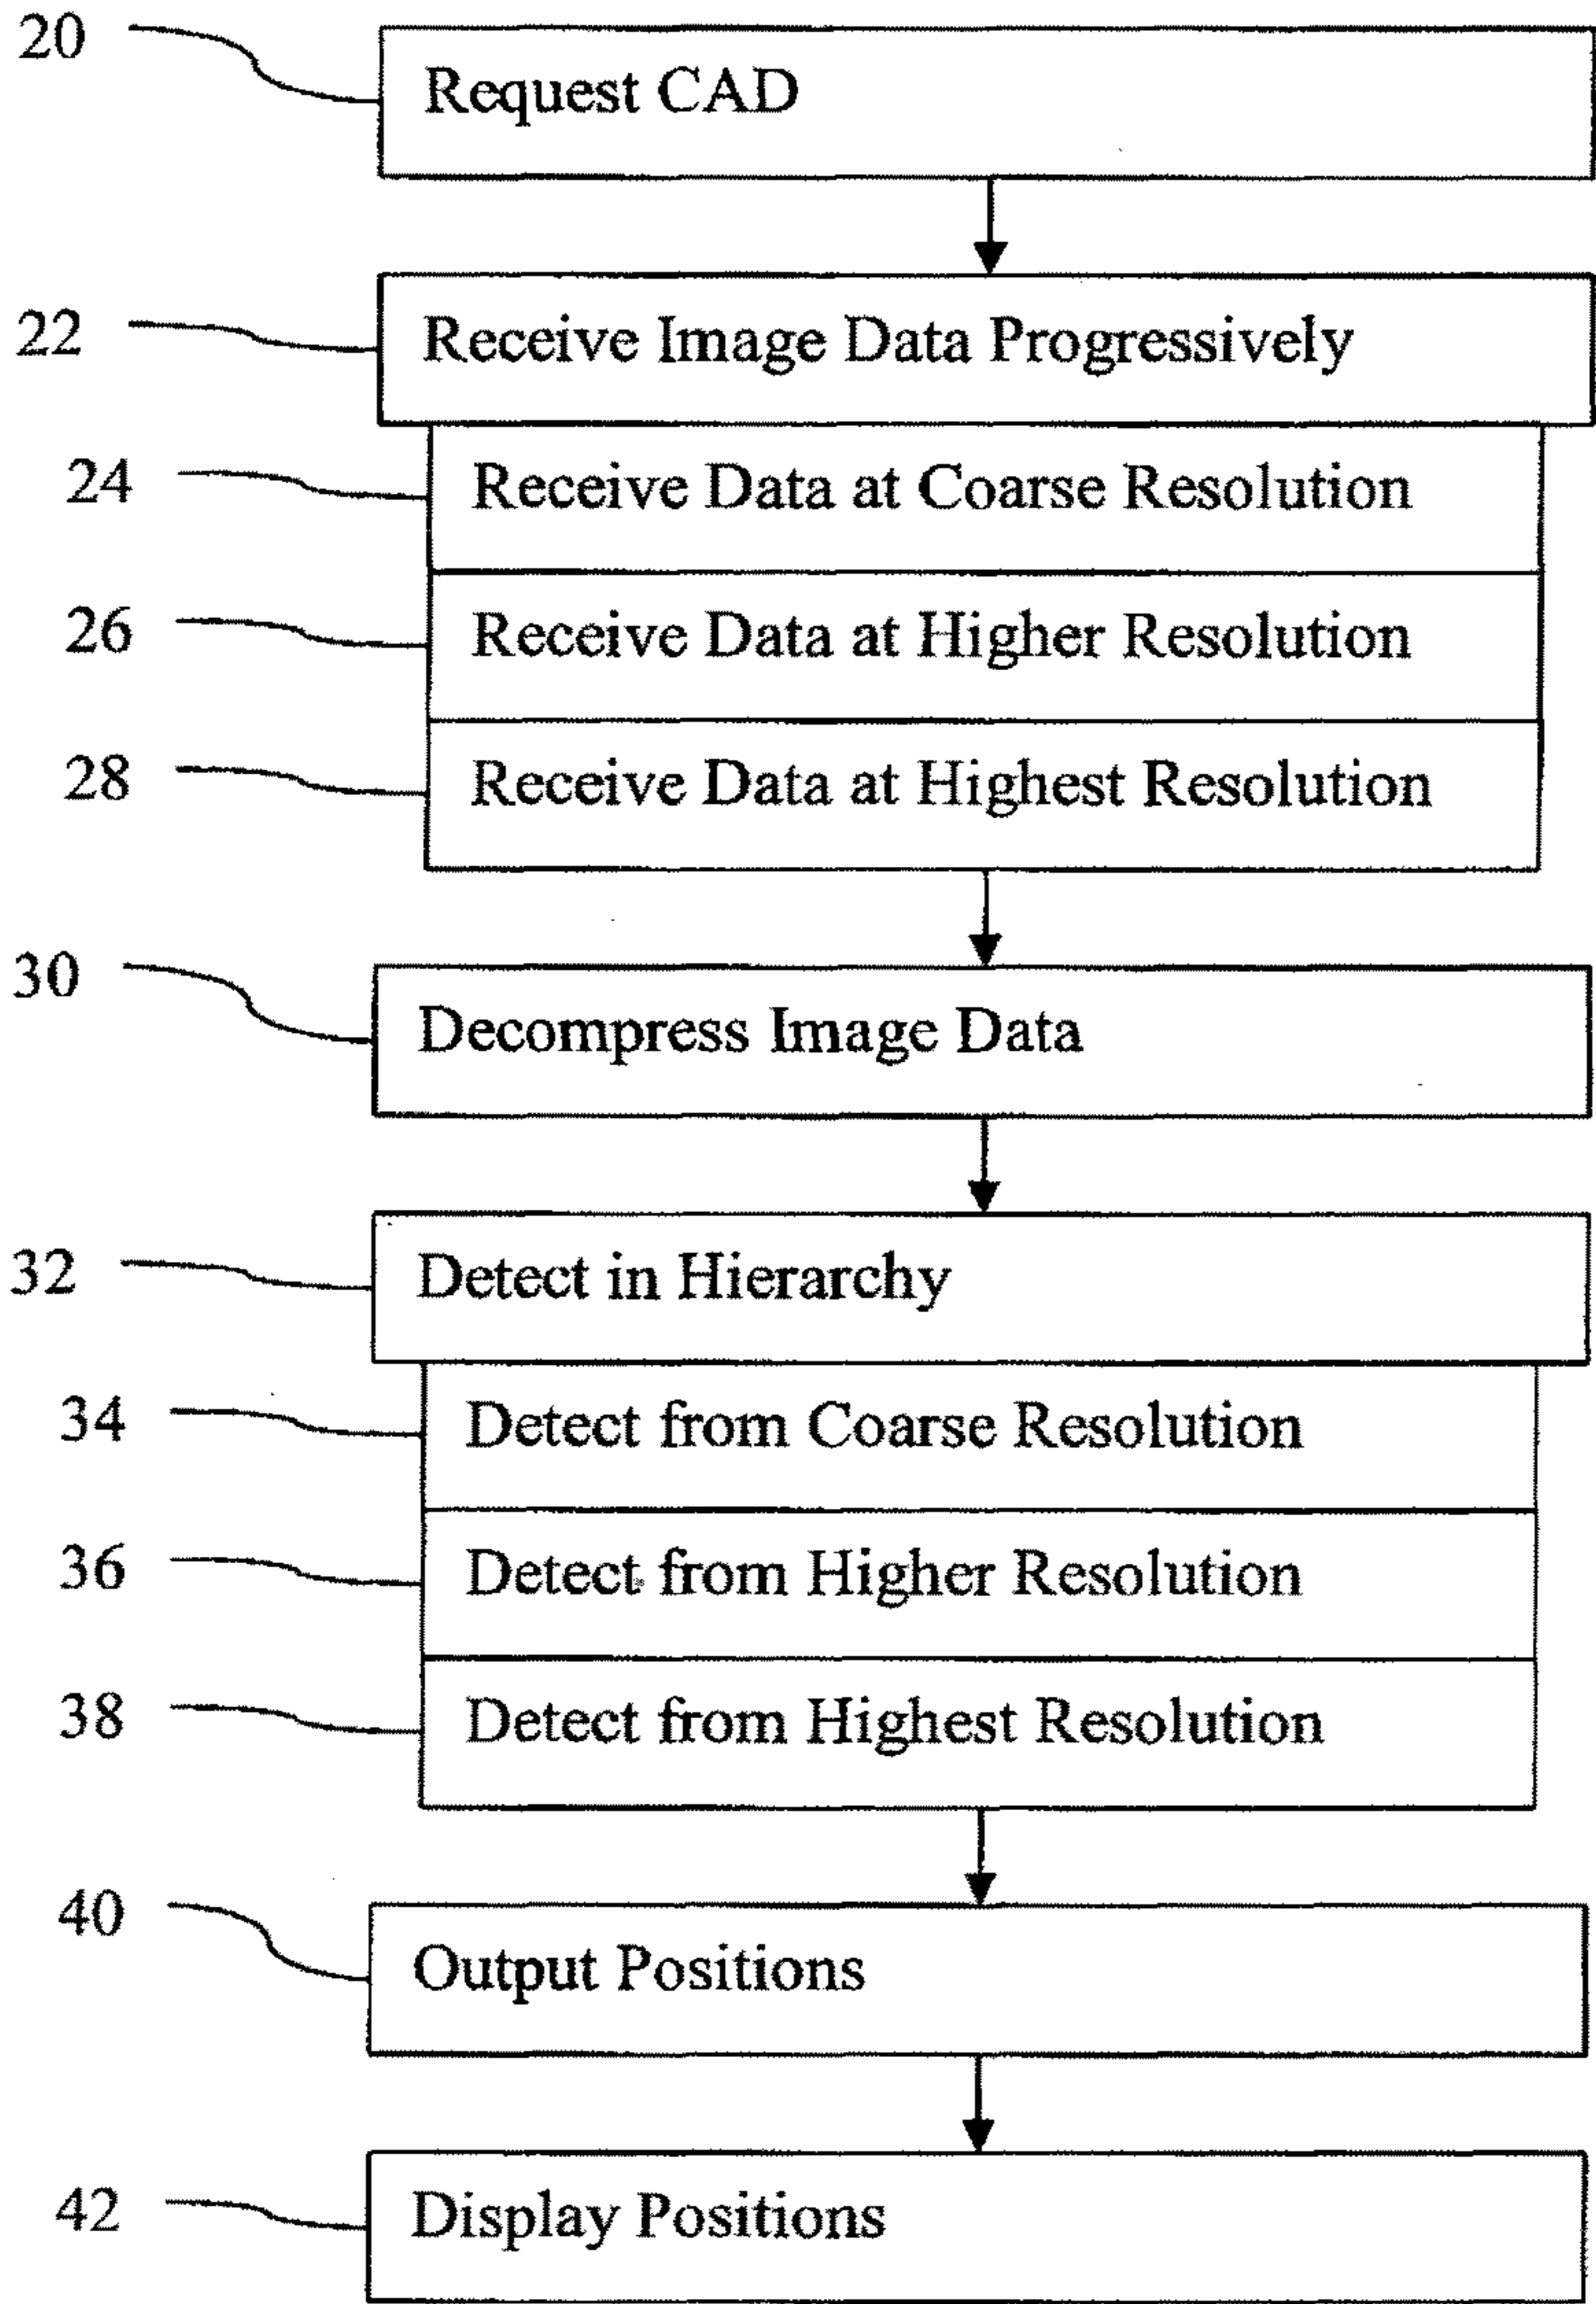 20 Request CAD
22 Receive Image Data Progressively
24 Receive Data at Coarse Resolution
26 Receive Data at Higher Resolution
28 Receive Data at Highest Resolution
30 Decompress Image Data
32 Detect in Hierarchy
34 Detect from Coarse Resolution
36 Detect from Higher Resolution
38 Detect from Highest Resolution
40 Output Positions
42 Display Positions